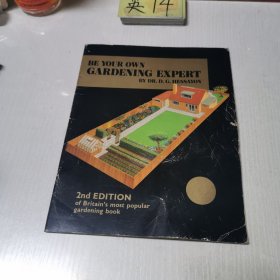 英14
BE YOUR OWN
GARDENING EXPERT
BY DR. D. G. HESSAYON
2nd EDITION
of Britain's most popular
gardening book